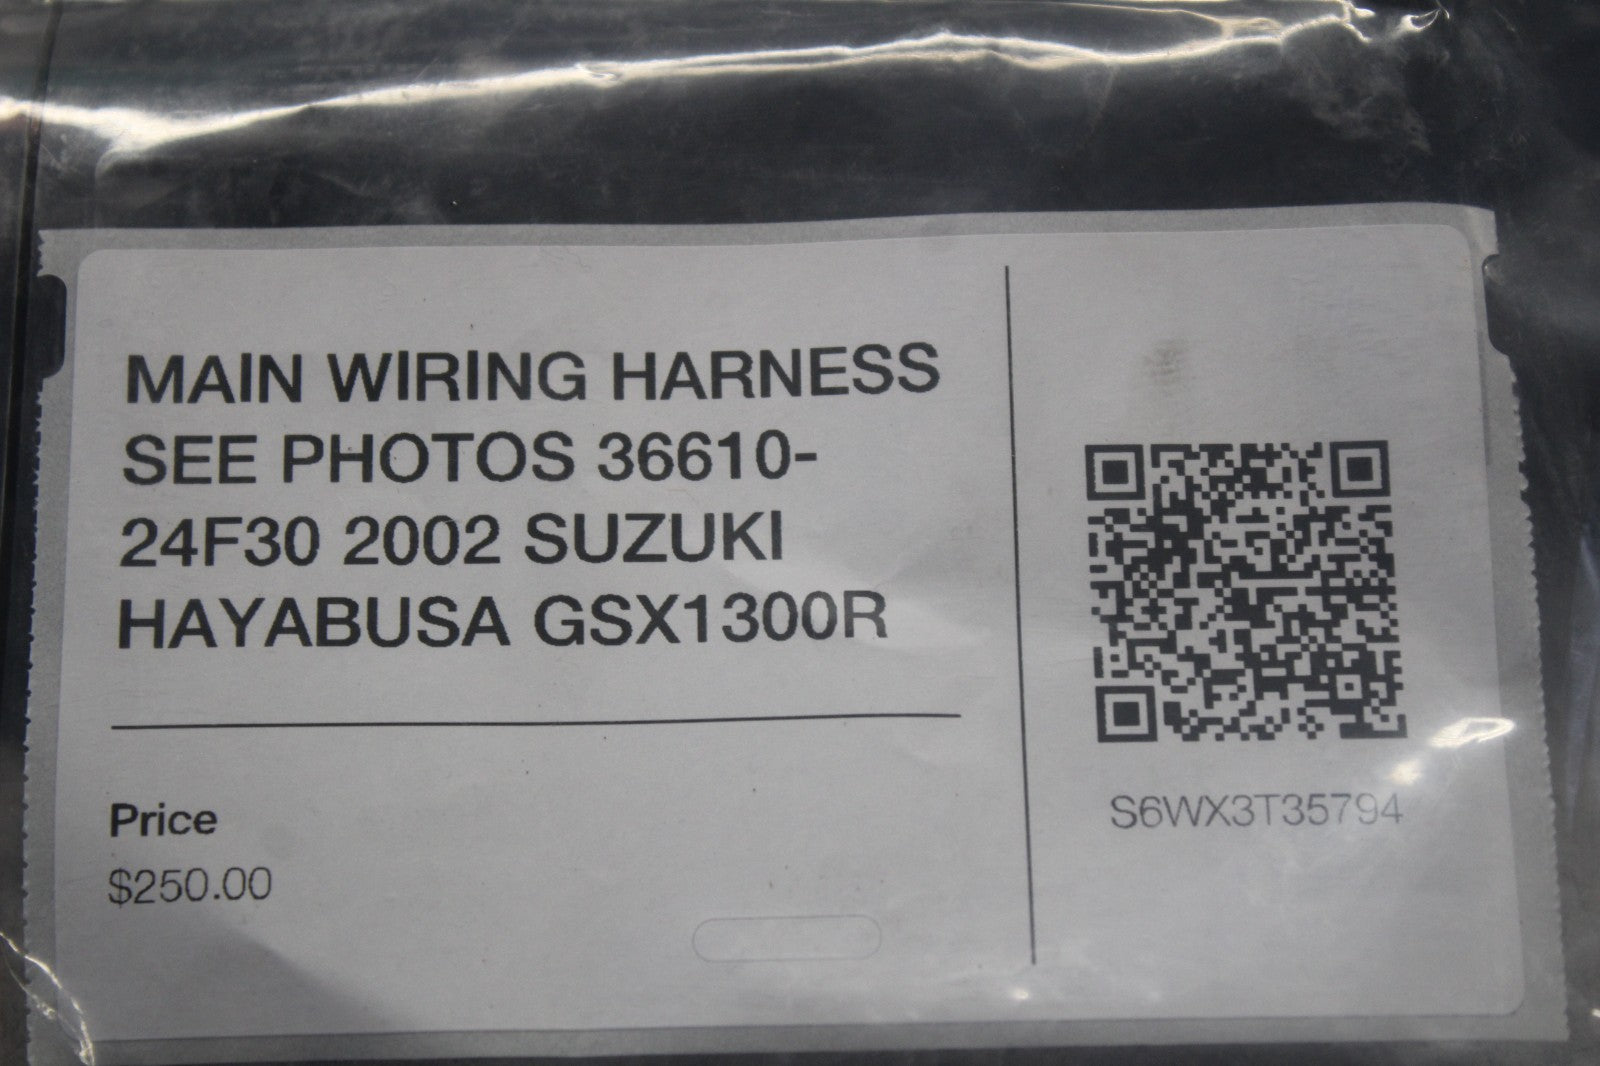 MAIN WIRING HARNESS
SEE PHOTOS 36610-
24F30 2002 SUZUKI
HAYABUSA GSX1300R
Price
$250.00
S6WX3T35794